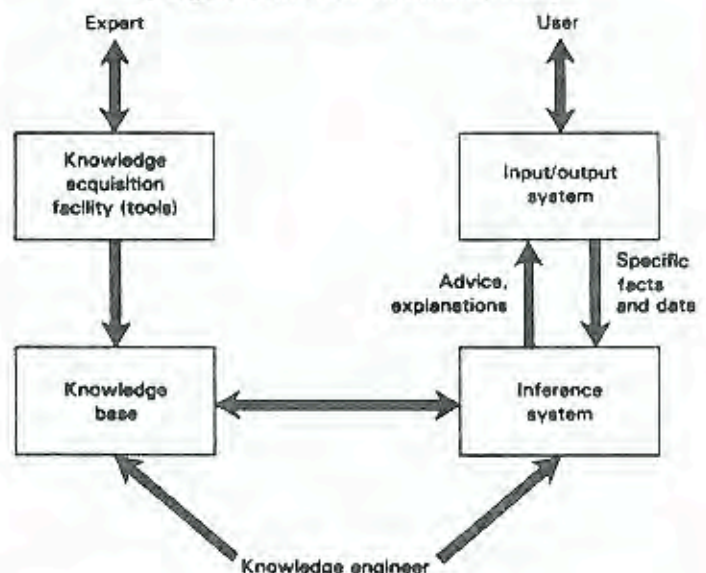 Expert
User
Knowledge
acquisition
facility (tools)
Input/output
system
Advice,
explanations
Specific
facts
and data
Knowledge
base
Inference
system
Knowledge engineer